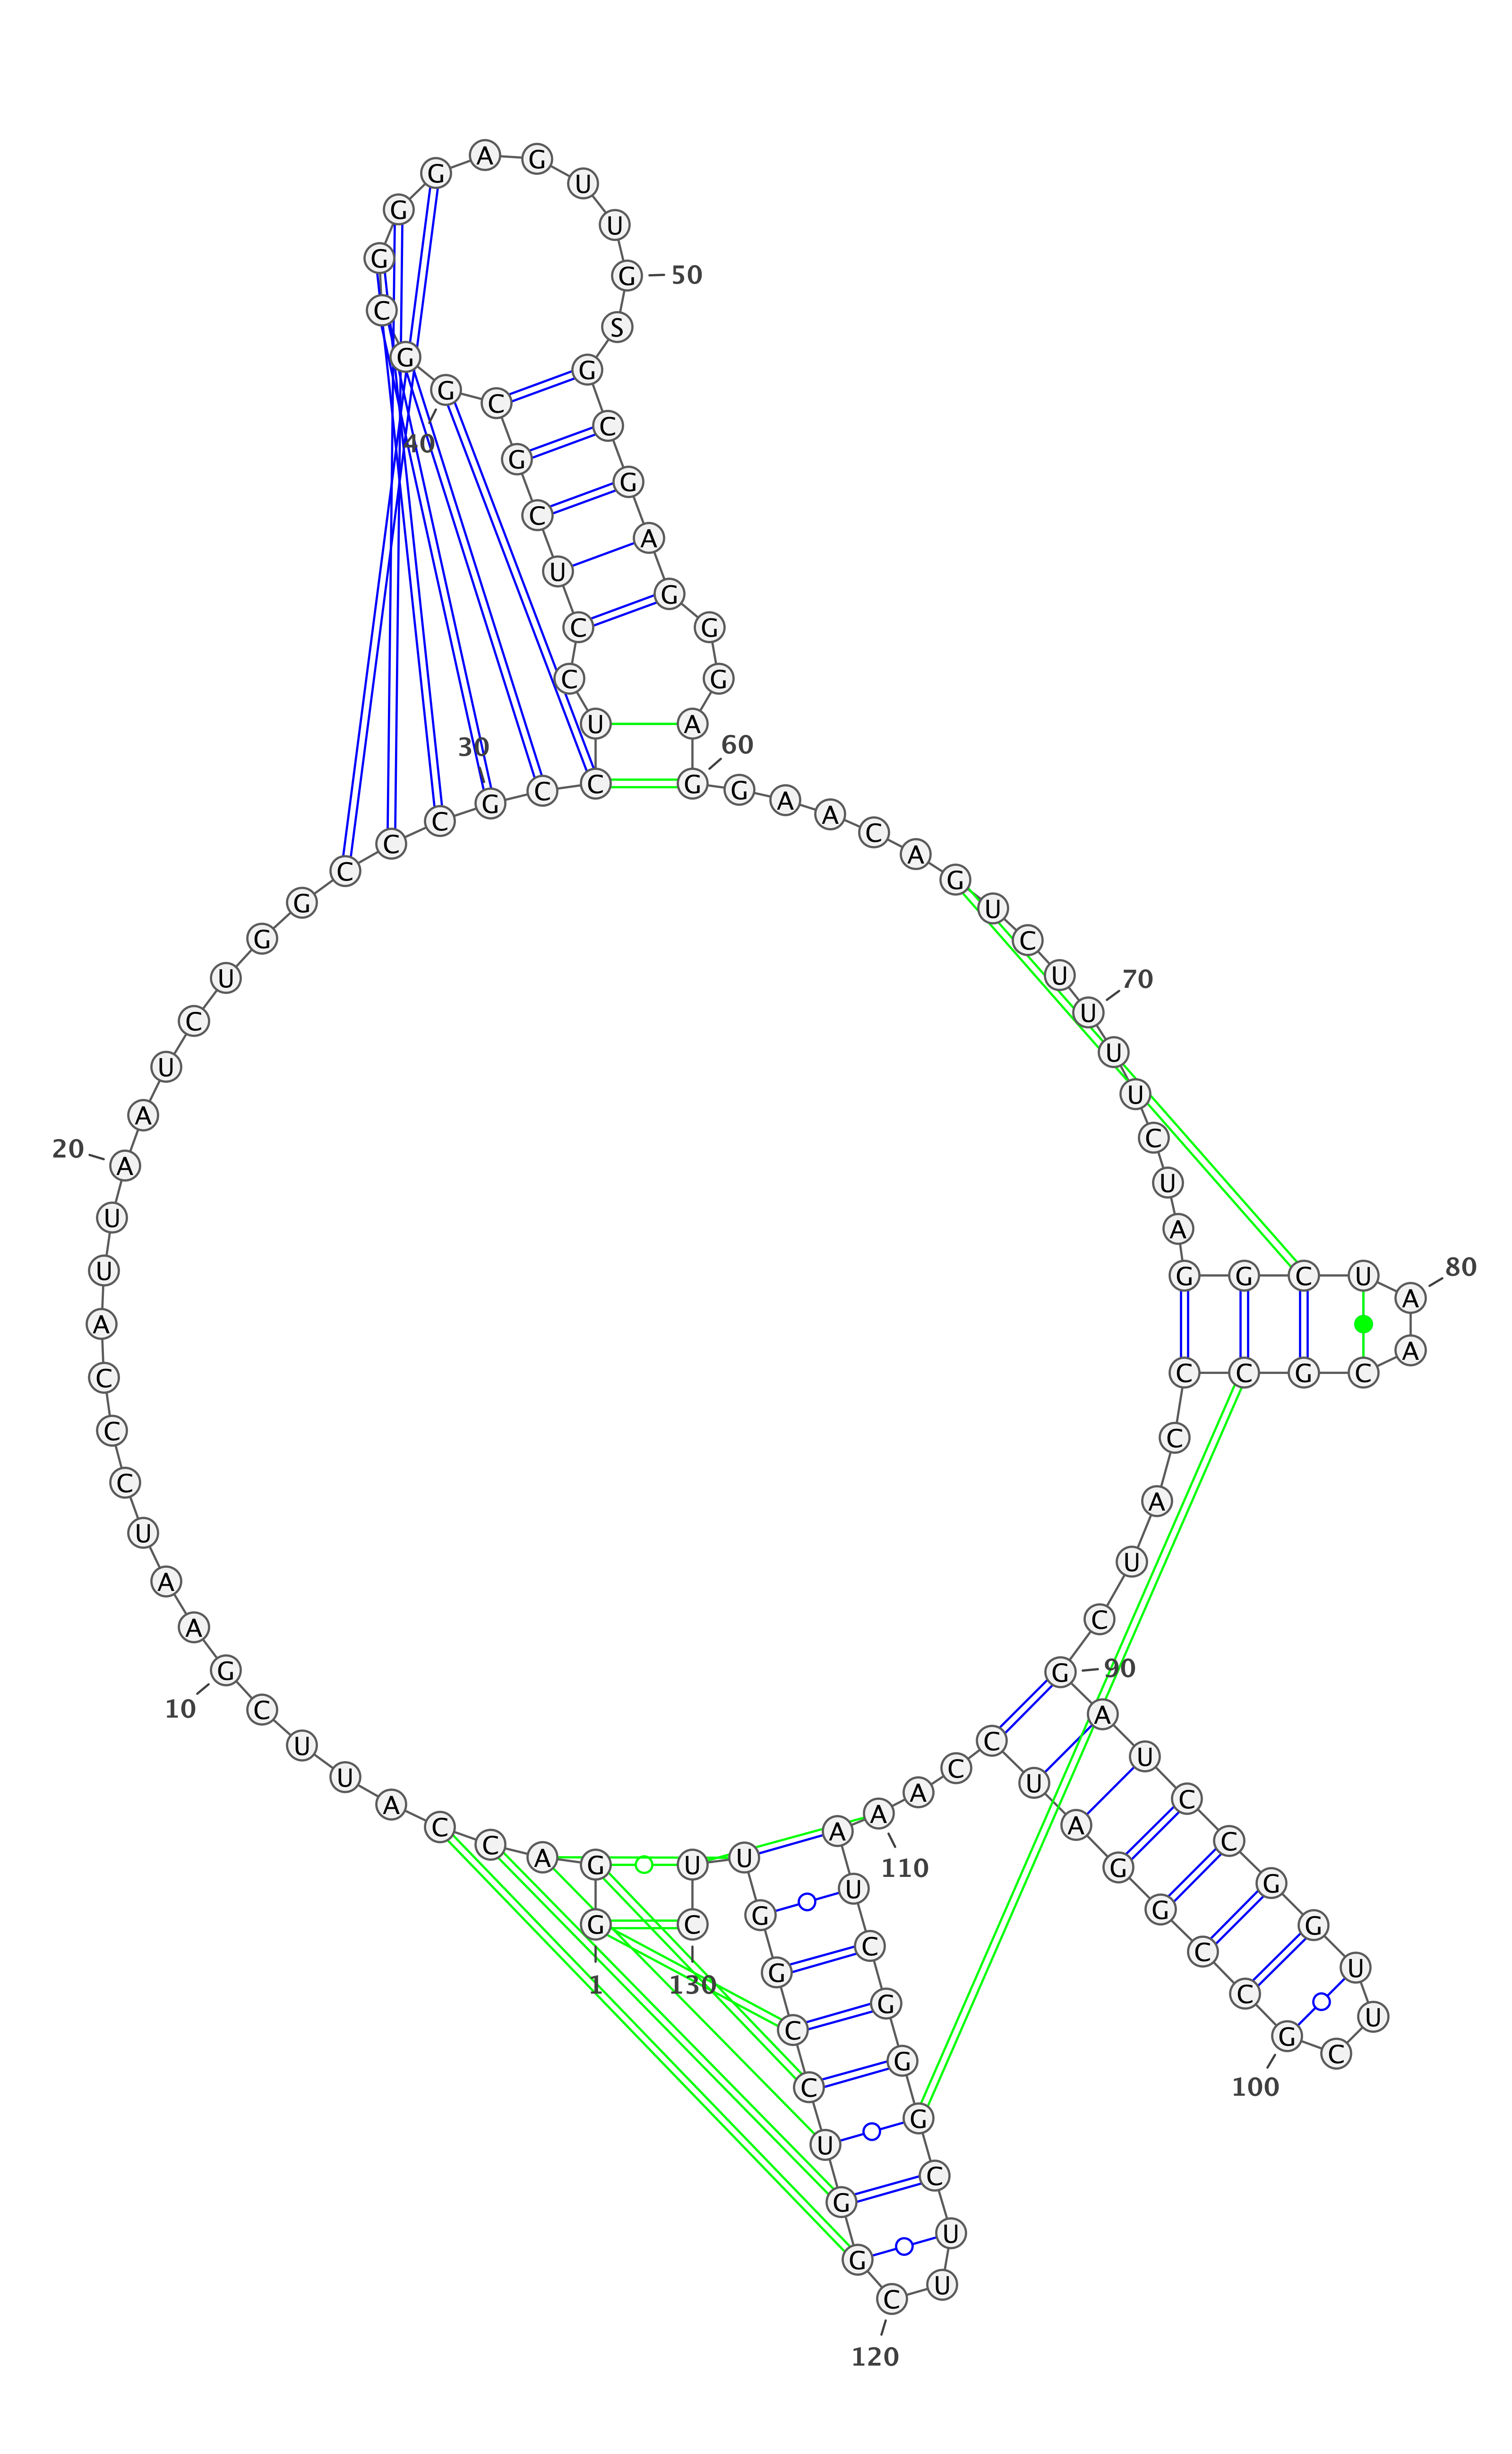 G G A C C A U U C G
1
10
A A U C C C A U U A
20
A U C U G G C C C G
30
C C U C C U C G C G
40
G C G G G A G U U G
50
S G C G A G G G A G
60
G A A C A G U C U U
70
U U C U A G G C U A
80
A C G C C C A U C G
90
A U C C G G U U C G
100
C C G G A U C C A A
110
A U C G G G C U U C
120
G G U C C G G U U C
130